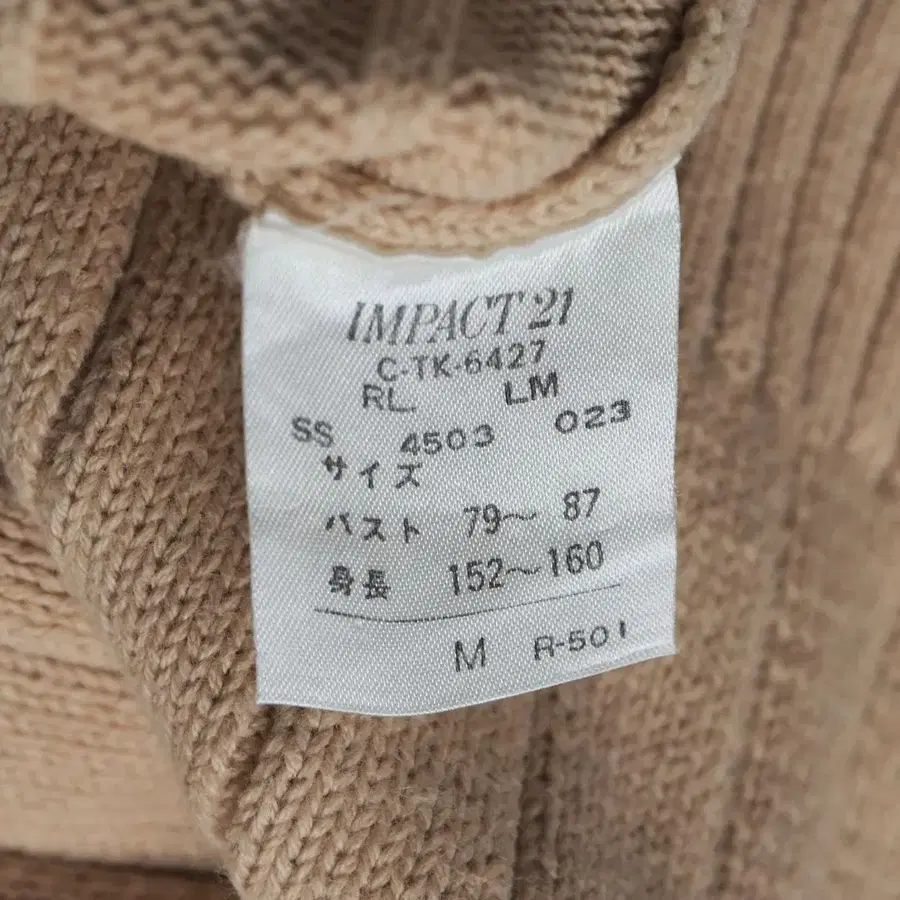 IMPACT 21
C-TK-6427
RL. LM
SS 4503 023
サイズ
バスト 79〜 87
身長 152〜160
M R-501